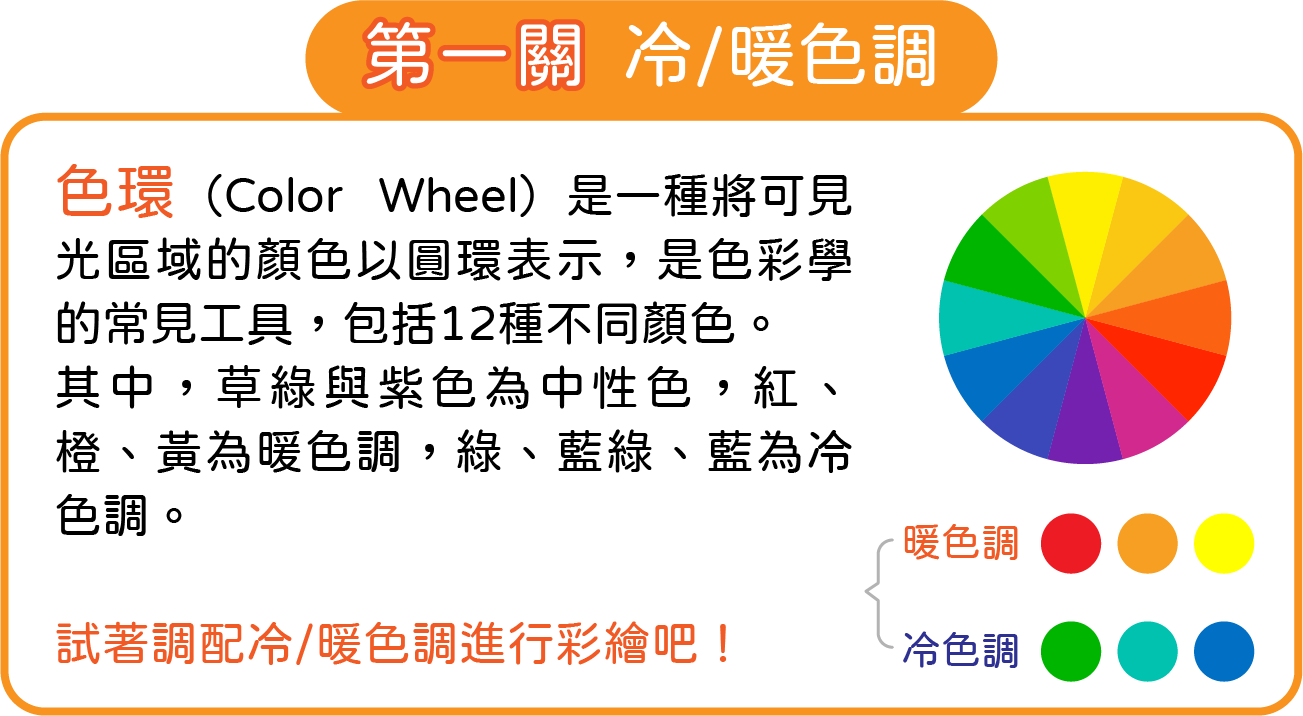 第一關 冷/暖色調
色環（Color Wheel）是一種將可見
光區域的顏色以圓環表示，是色彩學
的常見工具，包括12種不同顏色。
其中，草綠與紫色為中性色，紅、
橙、黃為暖色調，綠、藍綠、藍為冷
色調。
試著調配冷/暖色調進行彩繪吧！
暖色調
冷色調